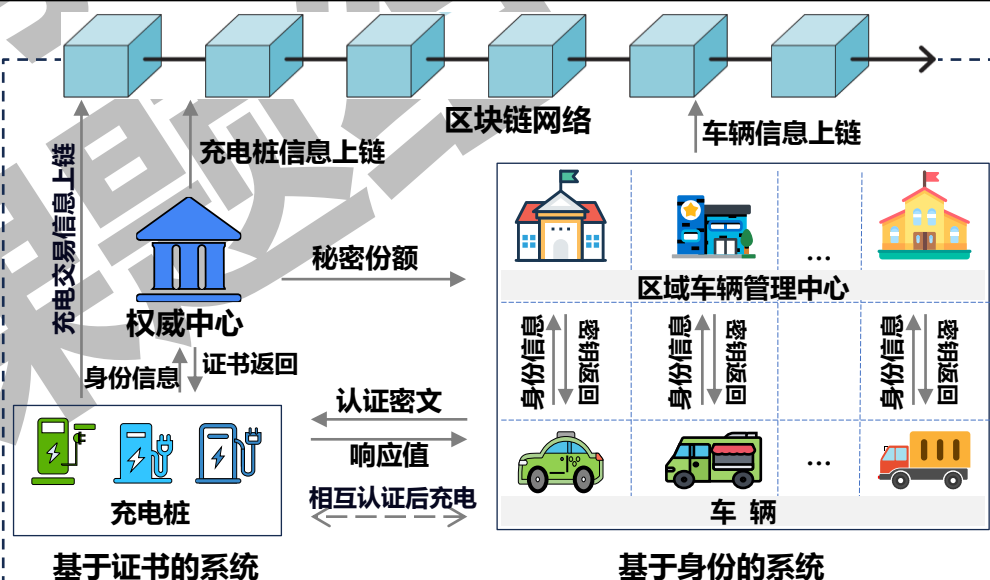 区块链网络
充电桩信息上链
车辆信息上链
充电交易信息上链
秘密份额
...
区域车辆管理中心
权威中心
身份信息
证书返回
身份信息
密钥返回
身份信息
密钥返回
身份信息
密钥返回
认证密文
响应值
相互认证后充电
充电桩
...
车 辆
基于证书的系统
基于身份的系统